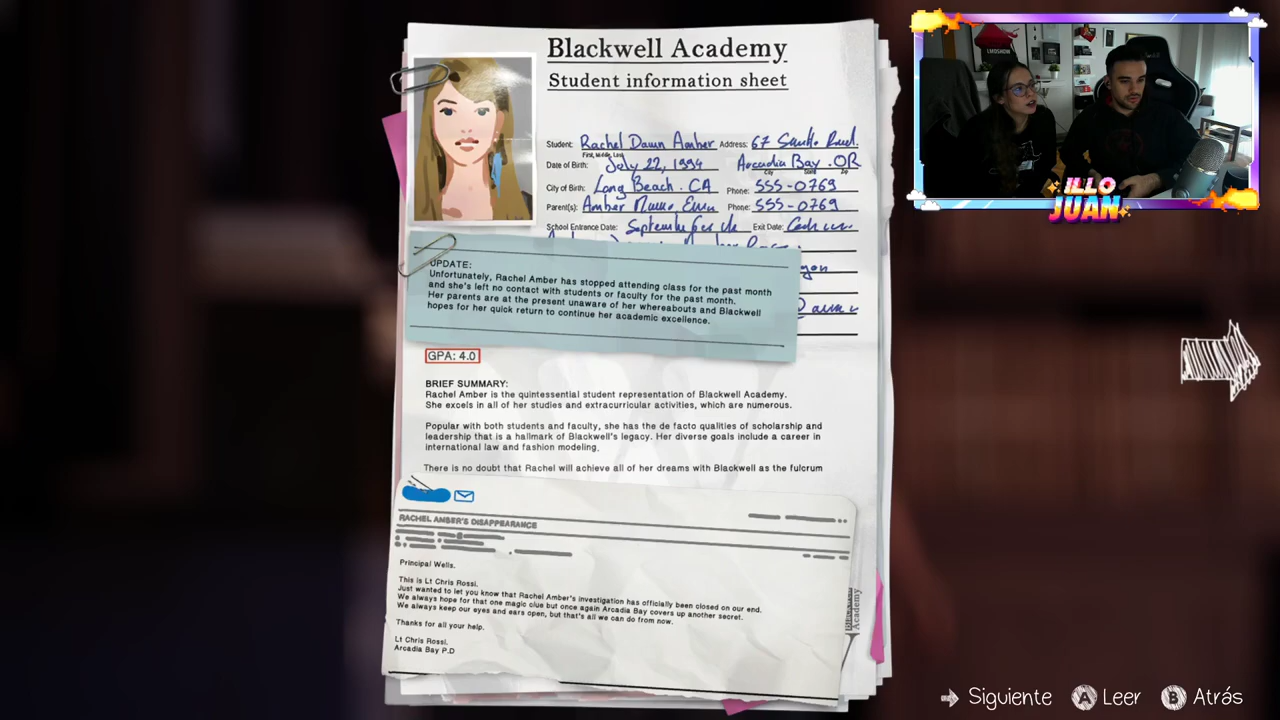 Blackwell Academy
Student information sheet
LMDSHOW
Student: Rachel Dawn Amber Address: 67
First, Middle, Last
Date of Birth: July 22, 1994 Arcadia Bay . OR
City State Zip
City of Birth: Long Beach . CA Phone: 555-0769
Parent(s): Amber Phone: 555-0769
School Entrance Date: Exit Date:
ILLO
JUAN
UPDATE:
Unfortunately, Rachel Amber has stopped attending class for the past month
and she's left no contact with students or faculty for the past month.
Her parents are at the present unaware of her whereabouts and Blackwell
hopes for her quick return to continue her academic excellence.
GPA: 4.0
BRIEF SUMMARY:
Rachel Amber is the quintessential student representation of Blackwell Academy.
She excels in all of her studies and extracurricular activities, which are numerous.
Popular with both students and faculty, she has the de facto qualities of scholarship and
leadership that is a hallmark of Blackwell's legacy. Her diverse goals include a career in
international law and fashion modeling.
There is no doubt that Rachel will achieve all of her dreams with Blackwell as the fulcrum
RACHEL AMBER'S DISAPPEARANCE
Principal Wells.
This is Lt Chris Rossi.
Just wanted to let you know that Rachel Amber's investigation has officially been closed on our end.
We always hope for that one magic clue but once again Arcadia Bay covers up another secret.
We always keep our eyes and ears open, but that's all we can do from now.
Thanks for all your help.
Lt Chris Rossi.
Arcadia Bay P.D
Academy
Siguiente A Leer B Atrás